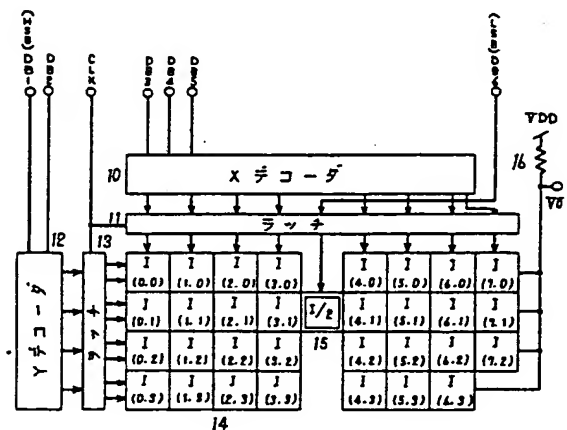 (MSB)DB1
DB2
CLK
DB3
DB4
DB5
(LSB)DB6
VDD
16
V0
10
Xデコーダ
11
ラッチ
12
13
Yデコーダ
ラッチ
I I I I I I I I
(0.0) (1.0) (2.0) (3.0) (4.0) (5.0) (6.0) (7.0)
I I I I I/2 I I I I
(0.1) (1.1) (2.1) (3.1) (4.1) (5.1) (6.1) (7.1)
15
I I I I I I I I
(0.2) (1.2) (2.2) (3.2) (4.2) (5.2) (6.2) (7.2)
I I I I I I I
(0.3) (1.3) (2.3) (3.3) (4.3) (5.3) (6.3)
14